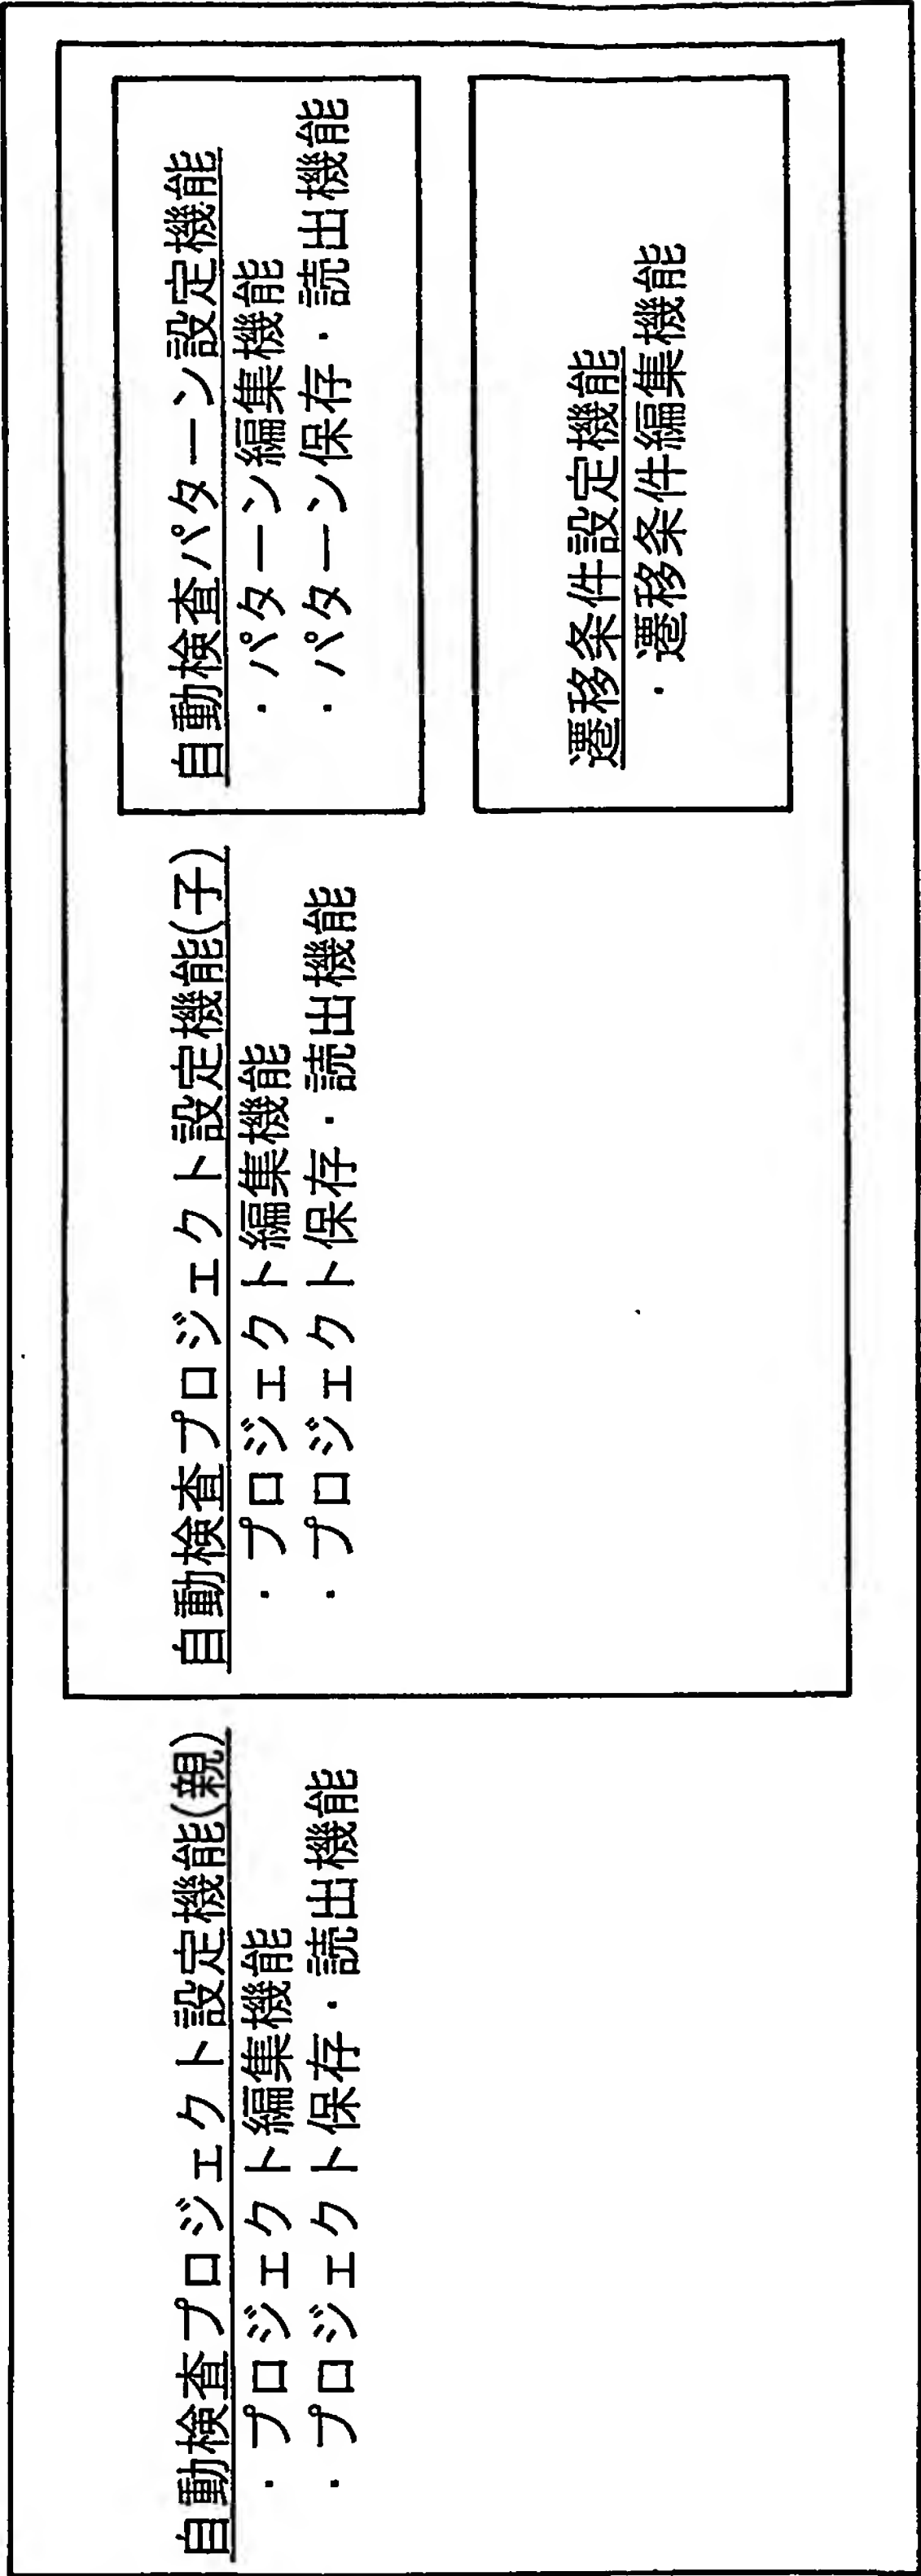 自動検査プロジェクト設定機能(親)
・プロジェクト編集機能
・プロジェクト保存・読出機能
自動検査プロジェクト設定機能(子)
・プロジェクト編集機能
・プロジェクト保存・読出機能
自動検査パターン設定機能
・パターン編集機能
・パターン保存・読出機能
遷移条件設定機能
・遷移条件編集機能